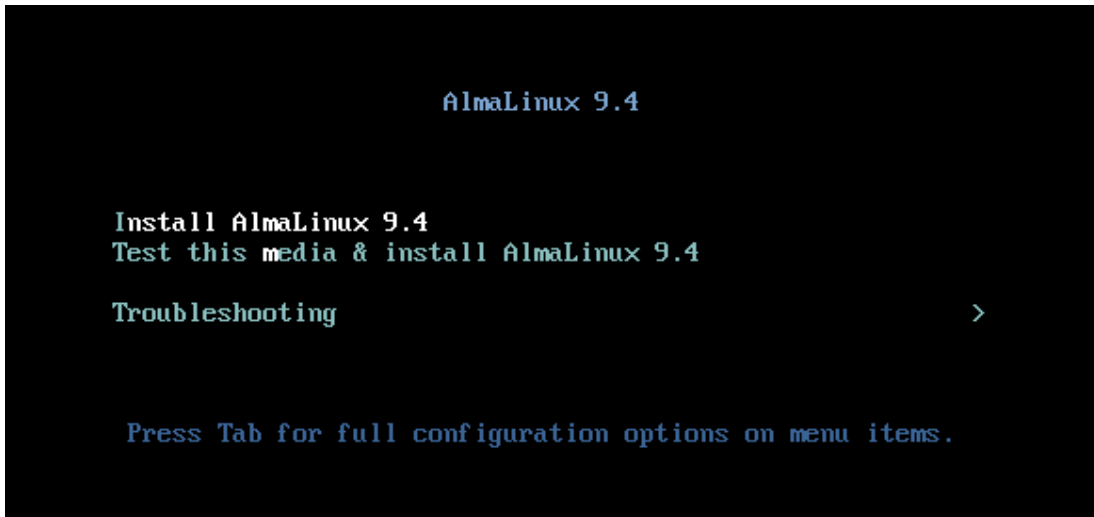 AlmaLinux 9.4
Install AlmaLinux 9.4
Test this media & install AlmaLinux 9.4
Troubleshooting >
Press Tab for full configuration options on menu items.